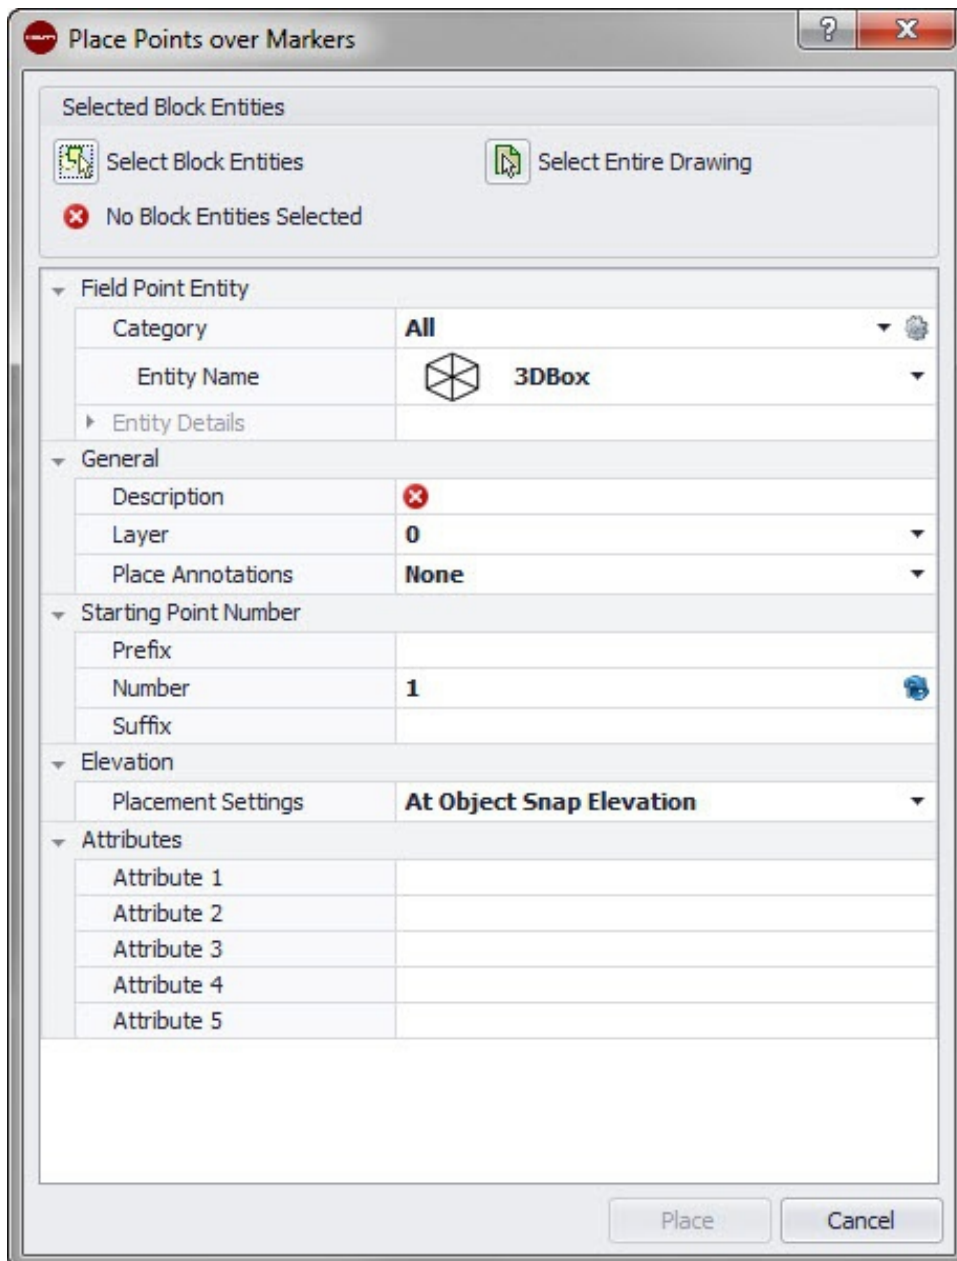 Place Points over Markers
?
Selected Block Entities
Select Block Entities Select Entire Drawing
No Block Entities Selected
Field Point Entity
Category All
Entity Name 3DBox
Entity Details
General
Description
Layer 0
Place Annotations None
Starting Point Number
Prefix
Number 1
Suffix
Elevation
Placement Settings At Object Snap Elevation
Attributes
Attribute 1
Attribute 2
Attribute 3
Attribute 4
Attribute 5
Place Cancel